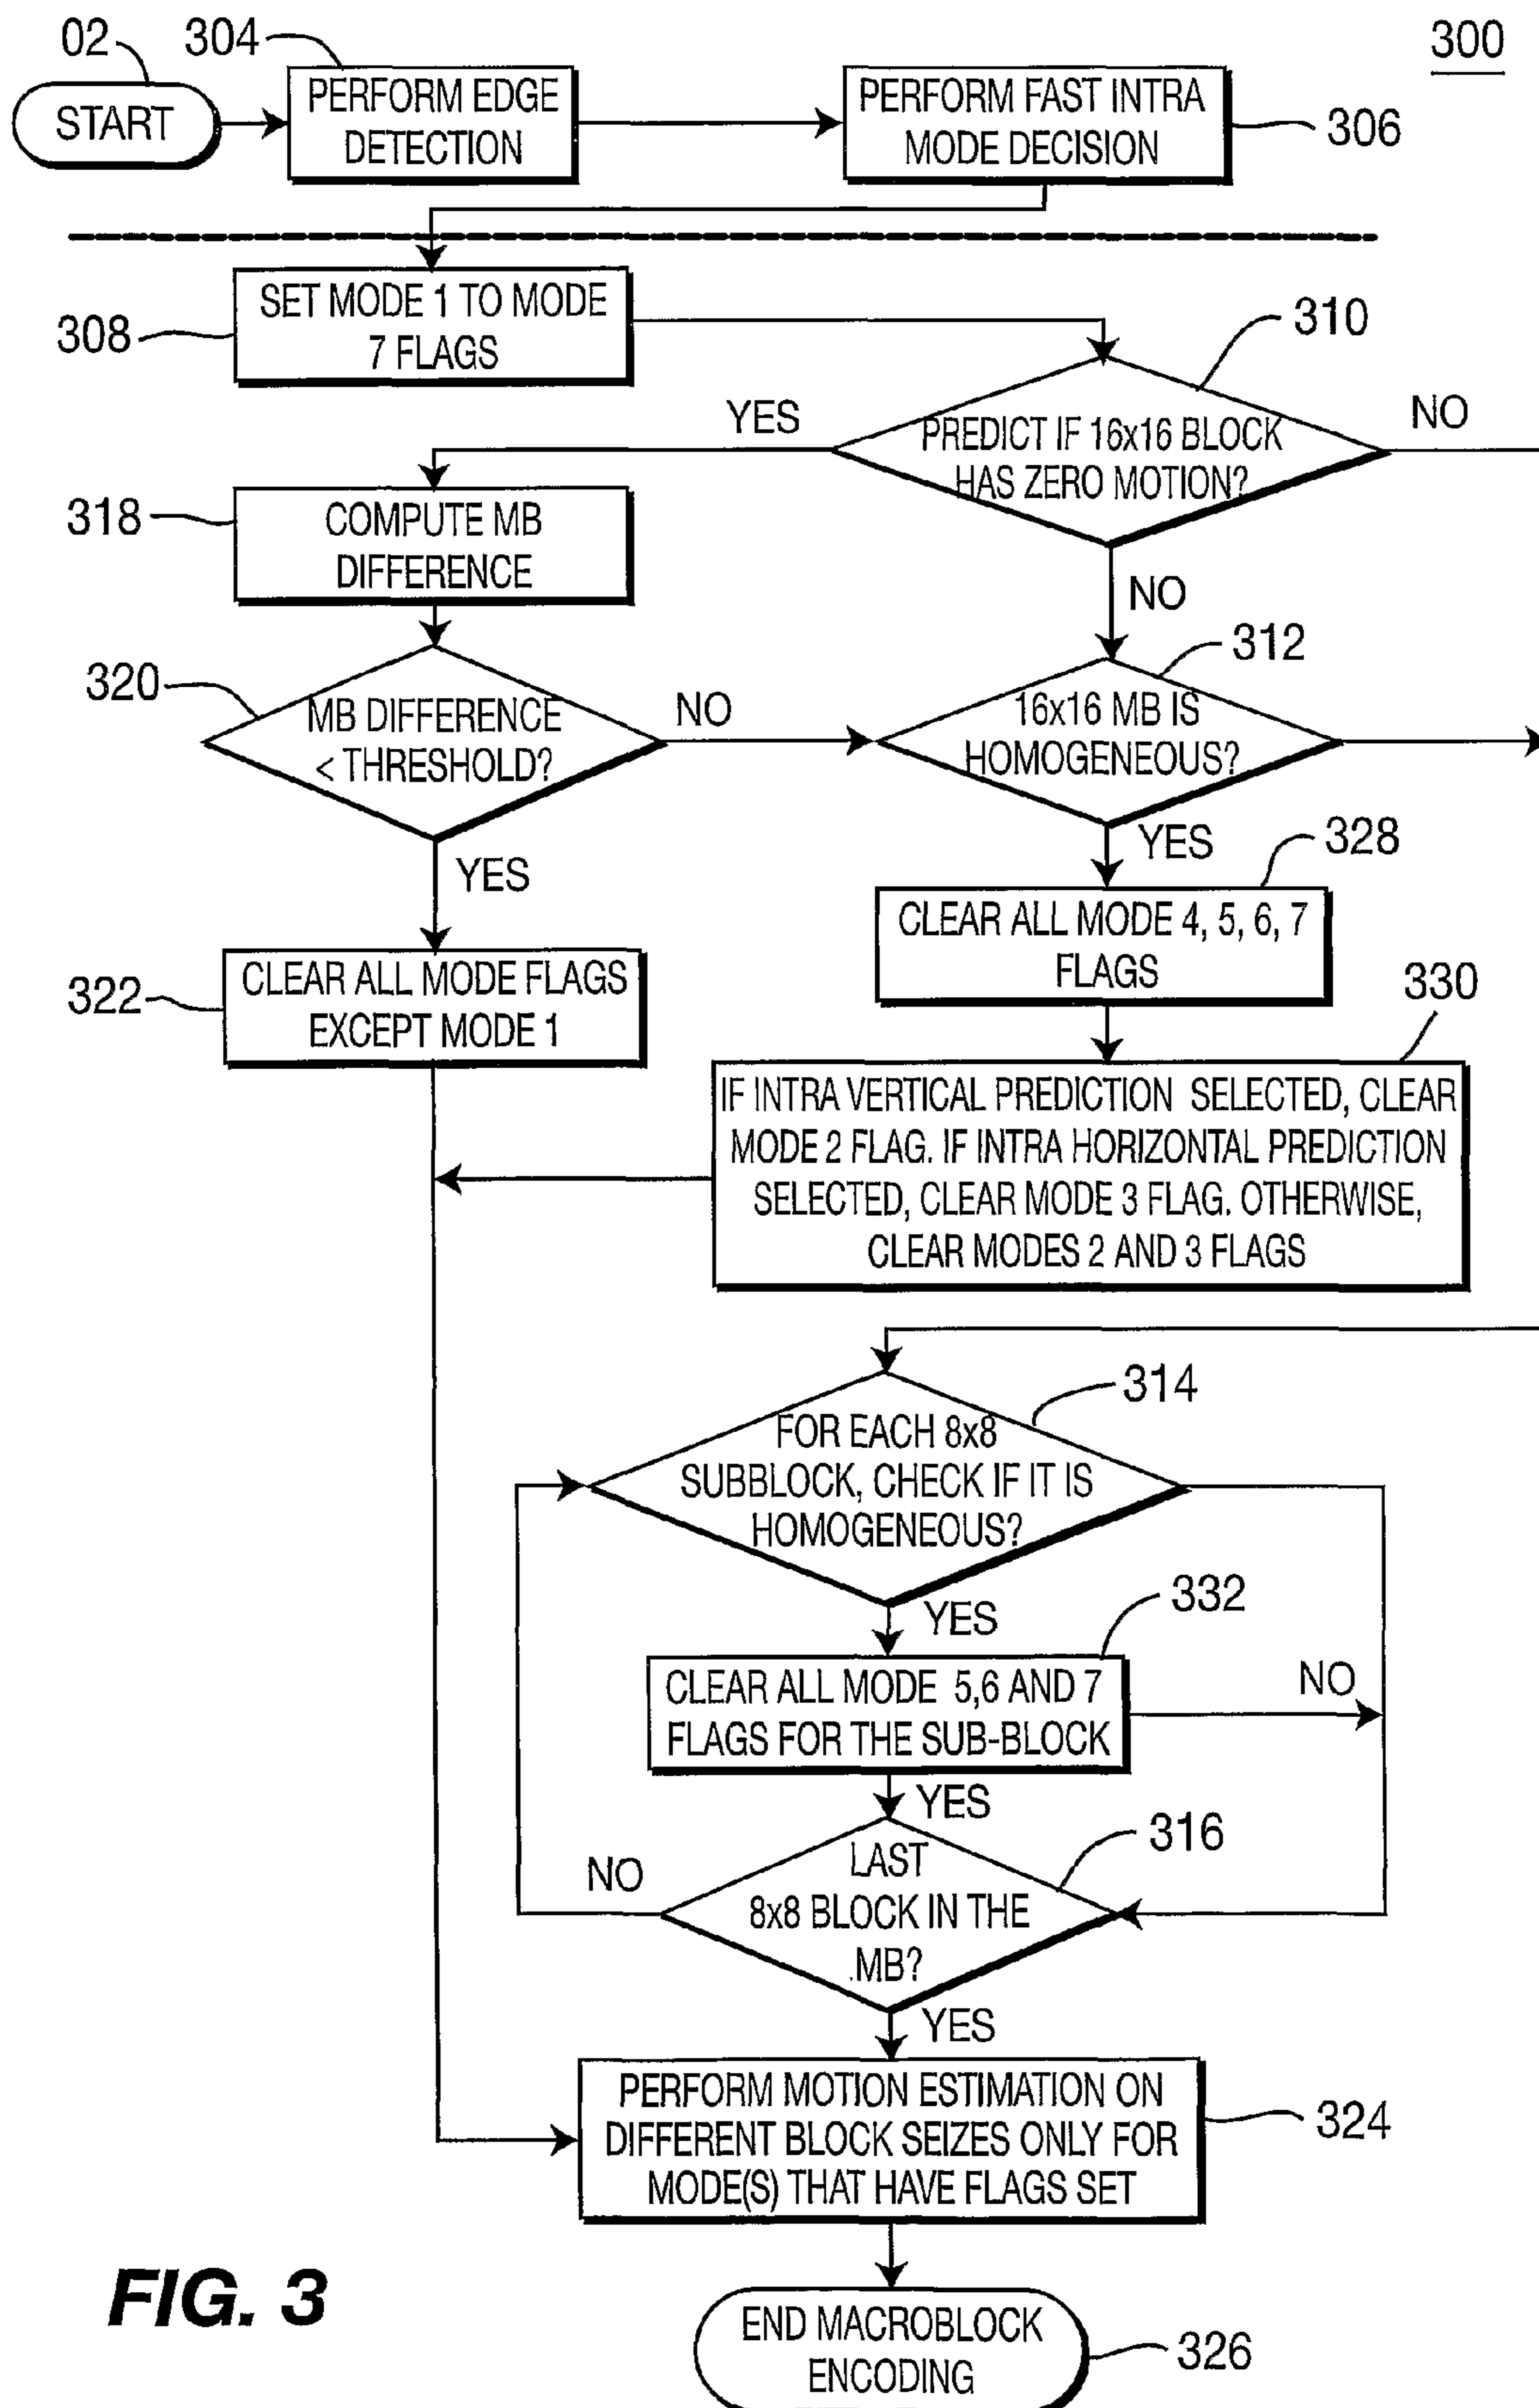 02
304
300
START
PERFORM EDGE
DETECTION
PERFORM FAST INTRA
MODE DECISION
306
SET MODE 1 TO MODE
7 FLAGS
308
310
YES
PREDICT IF 16x16 BLOCK
HAS ZERO MOTION?
NO
318
COMPUTE MB
DIFFERENCE
NO
312
320
MB DIFFERENCE
< THRESHOLD?
NO
16x16 MB IS
HOMOGENEOUS?
YES
YES
328
CLEAR ALL MODE 4, 5, 6, 7
FLAGS
322
CLEAR ALL MODE FLAGS
EXCEPT MODE 1
330
IF INTRA VERTICAL PREDICTION SELECTED, CLEAR
MODE 2 FLAG. IF INTRA HORIZONTAL PREDICTION
SELECTED, CLEAR MODE 3 FLAG. OTHERWISE,
CLEAR MODES 2 AND 3 FLAGS
314
FOR EACH 8x8
SUBBLOCK, CHECK IF IT IS
HOMOGENEOUS?
YES
332
CLEAR ALL MODE 5,6 AND 7
FLAGS FOR THE SUB-BLOCK
NO
YES
316
NO
LAST
8x8 BLOCK IN THE
.MB?
YES
PERFORM MOTION ESTIMATION ON
DIFFERENT BLOCK SEIZES ONLY FOR
MODE(S) THAT HAVE FLAGS SET
324
FIG. 3
END MACROBLOCK
ENCODING
326